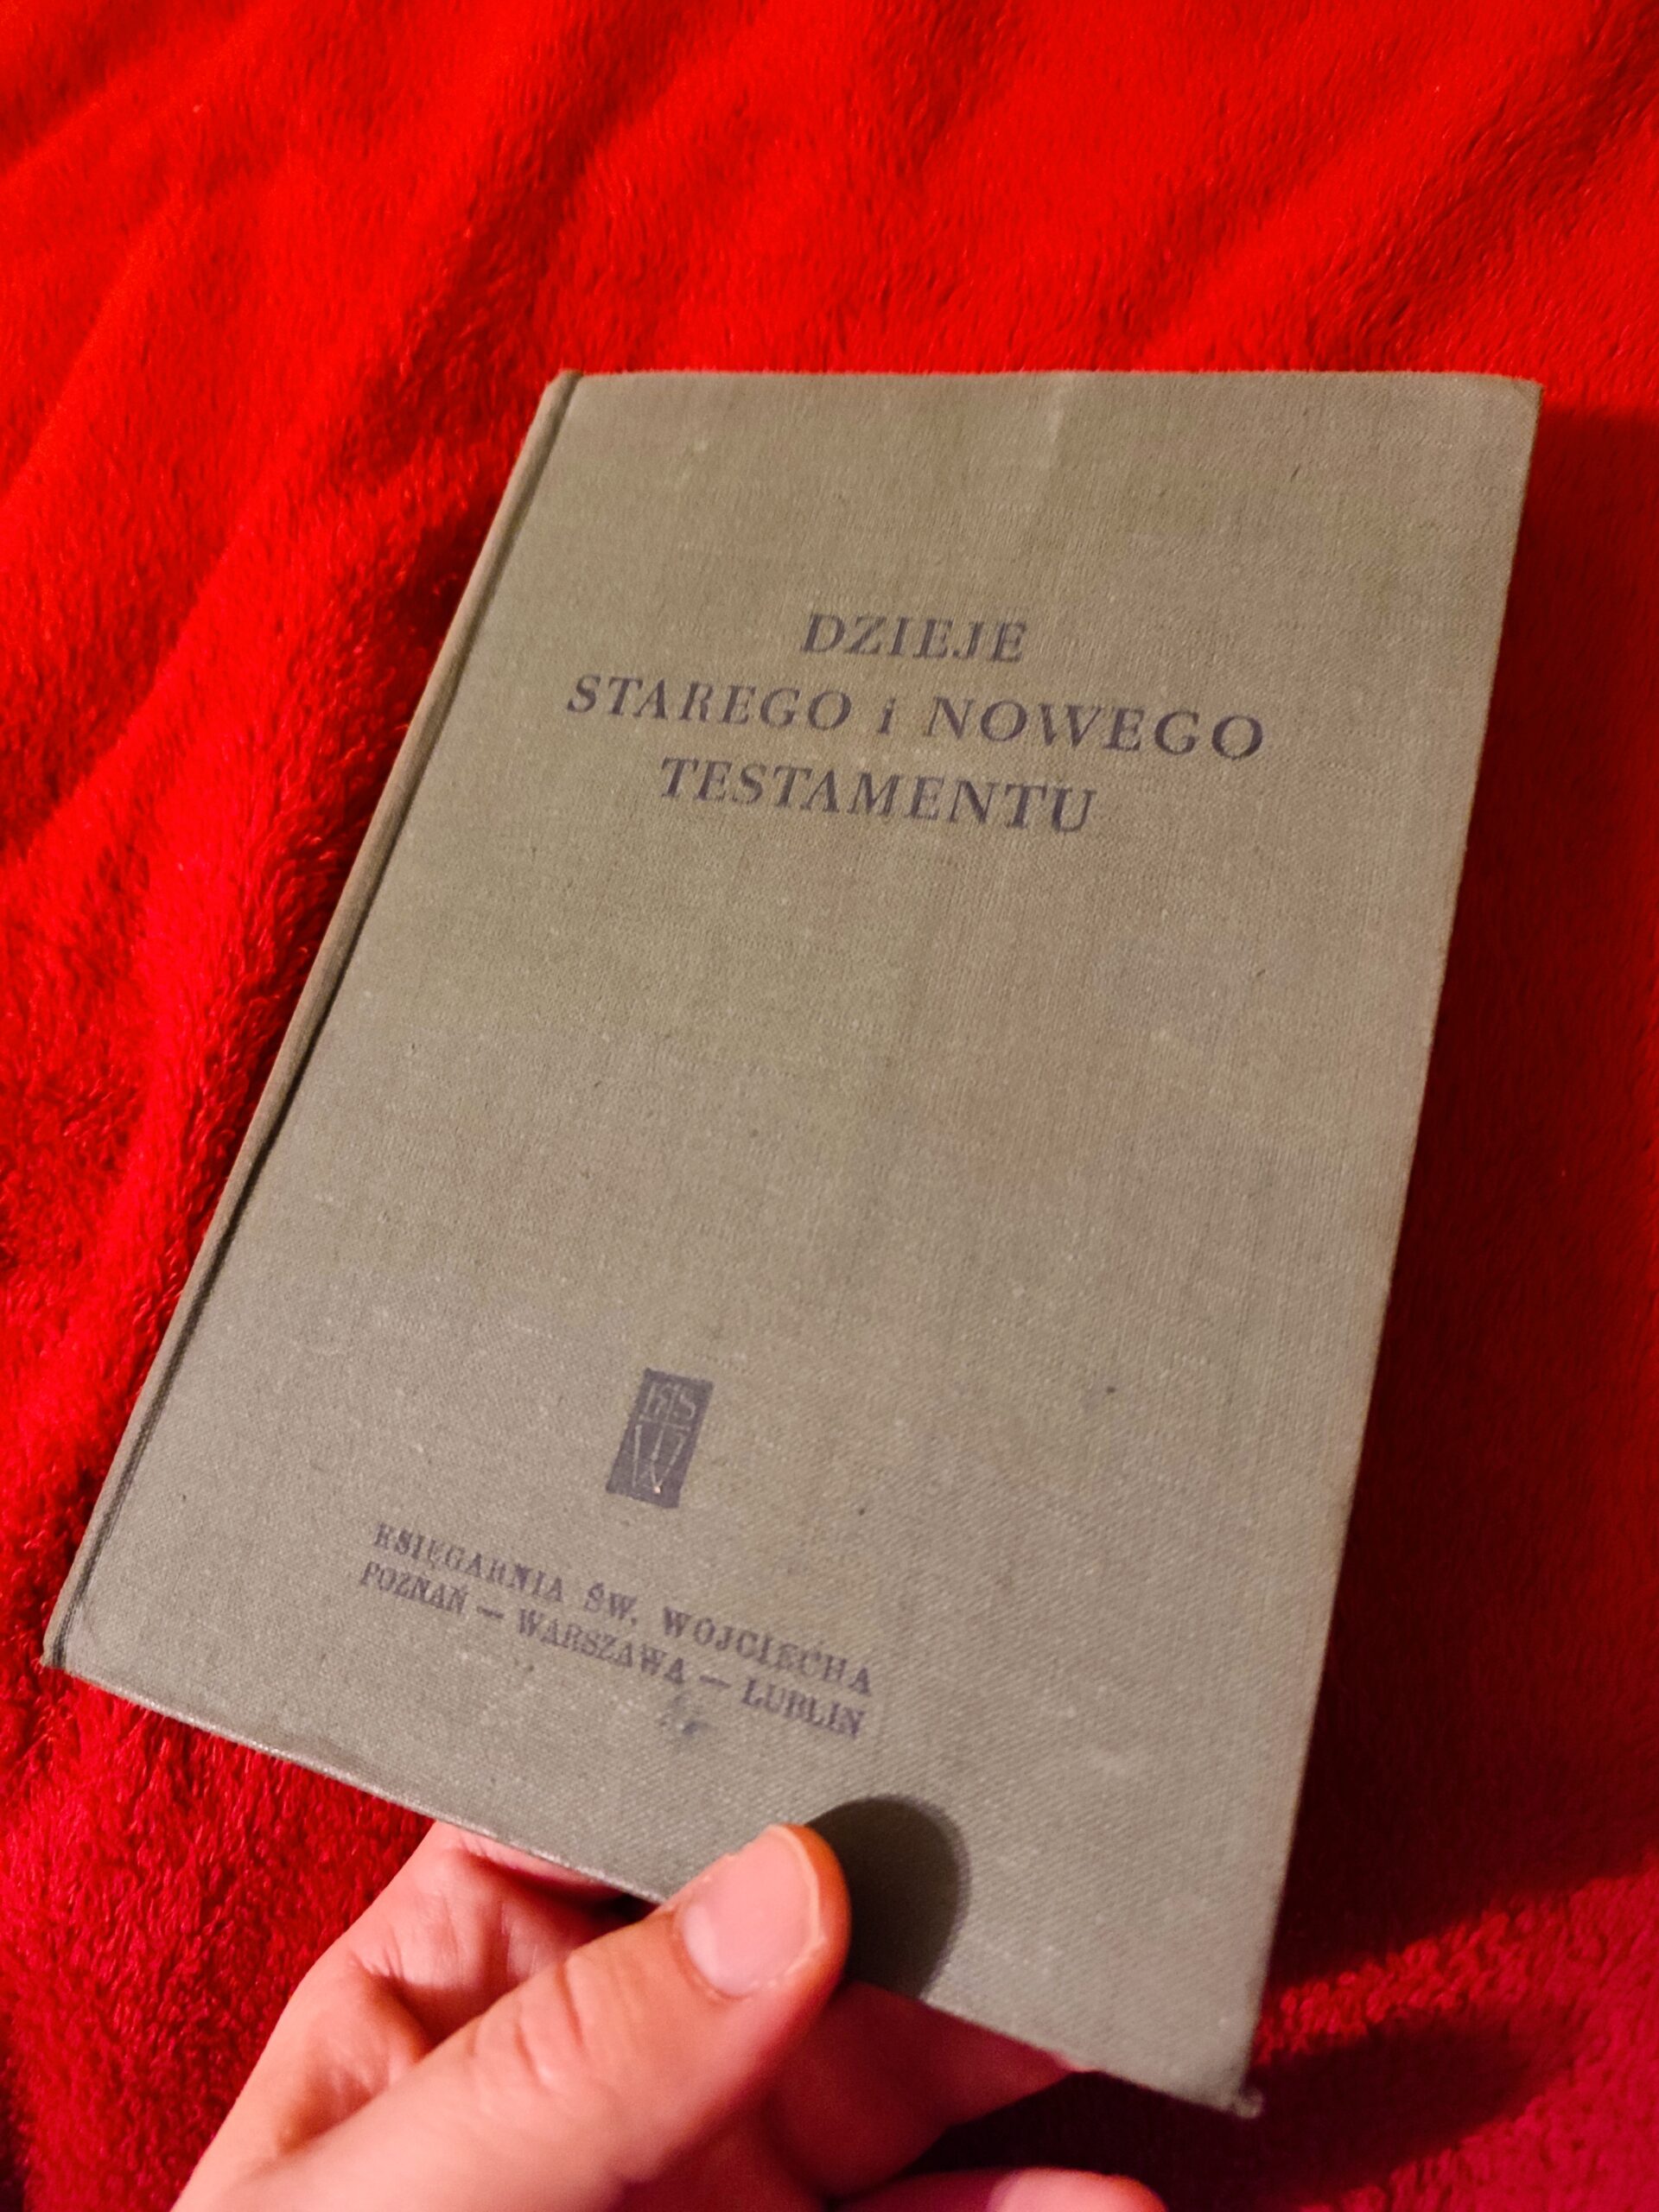 DZIEJE
STAREGO i NOWEGO
TESTAMENTU
KSIĘGARNIA ŚW. WOJCIECHA
POZNAŃ — WARSZAWA — LUBLIN